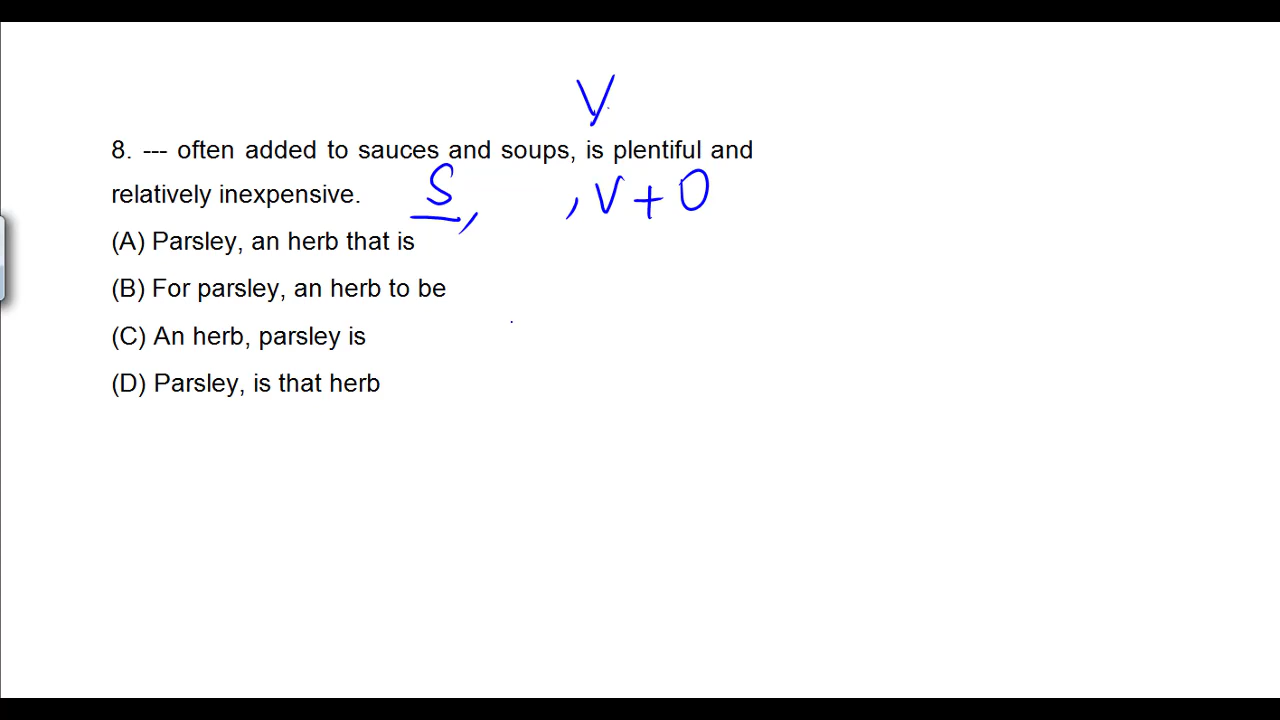 V
8. --- often added to sauces and soups, is plentiful and
relatively inexpensive.
S, , V + O
(A) Parsley, an herb that is
(B) For parsley, an herb to be
(C) An herb, parsley is
(D) Parsley, is that herb